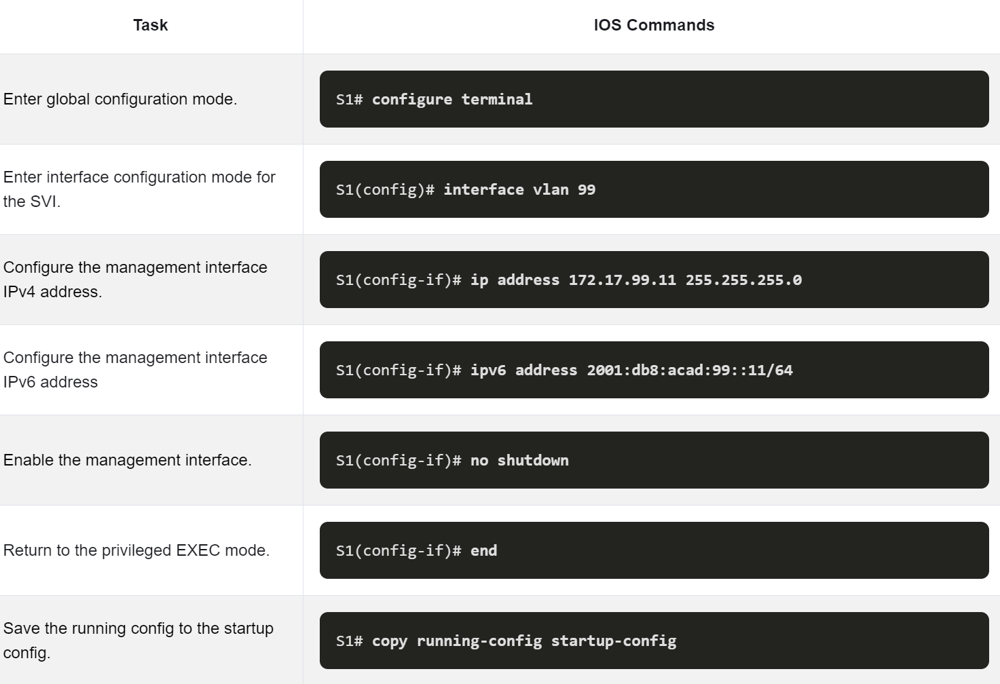 Task
IOS Commands
Enter global configuration mode.
S1# configure terminal
Enter interface configuration mode for
the SVI.
S1(config)# interface vlan 99
Configure the management interface
IPv4 address.
S1(config-if)# ip address 172.17.99.11 255.255.255.0
Configure the management interface
IPv6 address
S1(config-if)# ipv6 address 2001:db8:acad:99::11/64
Enable the management interface.
S1(config-if)# no shutdown
Return to the privileged EXEC mode.
S1(config-if)# end
Save the running config to the startup
config.
S1# copy running-config startup-config